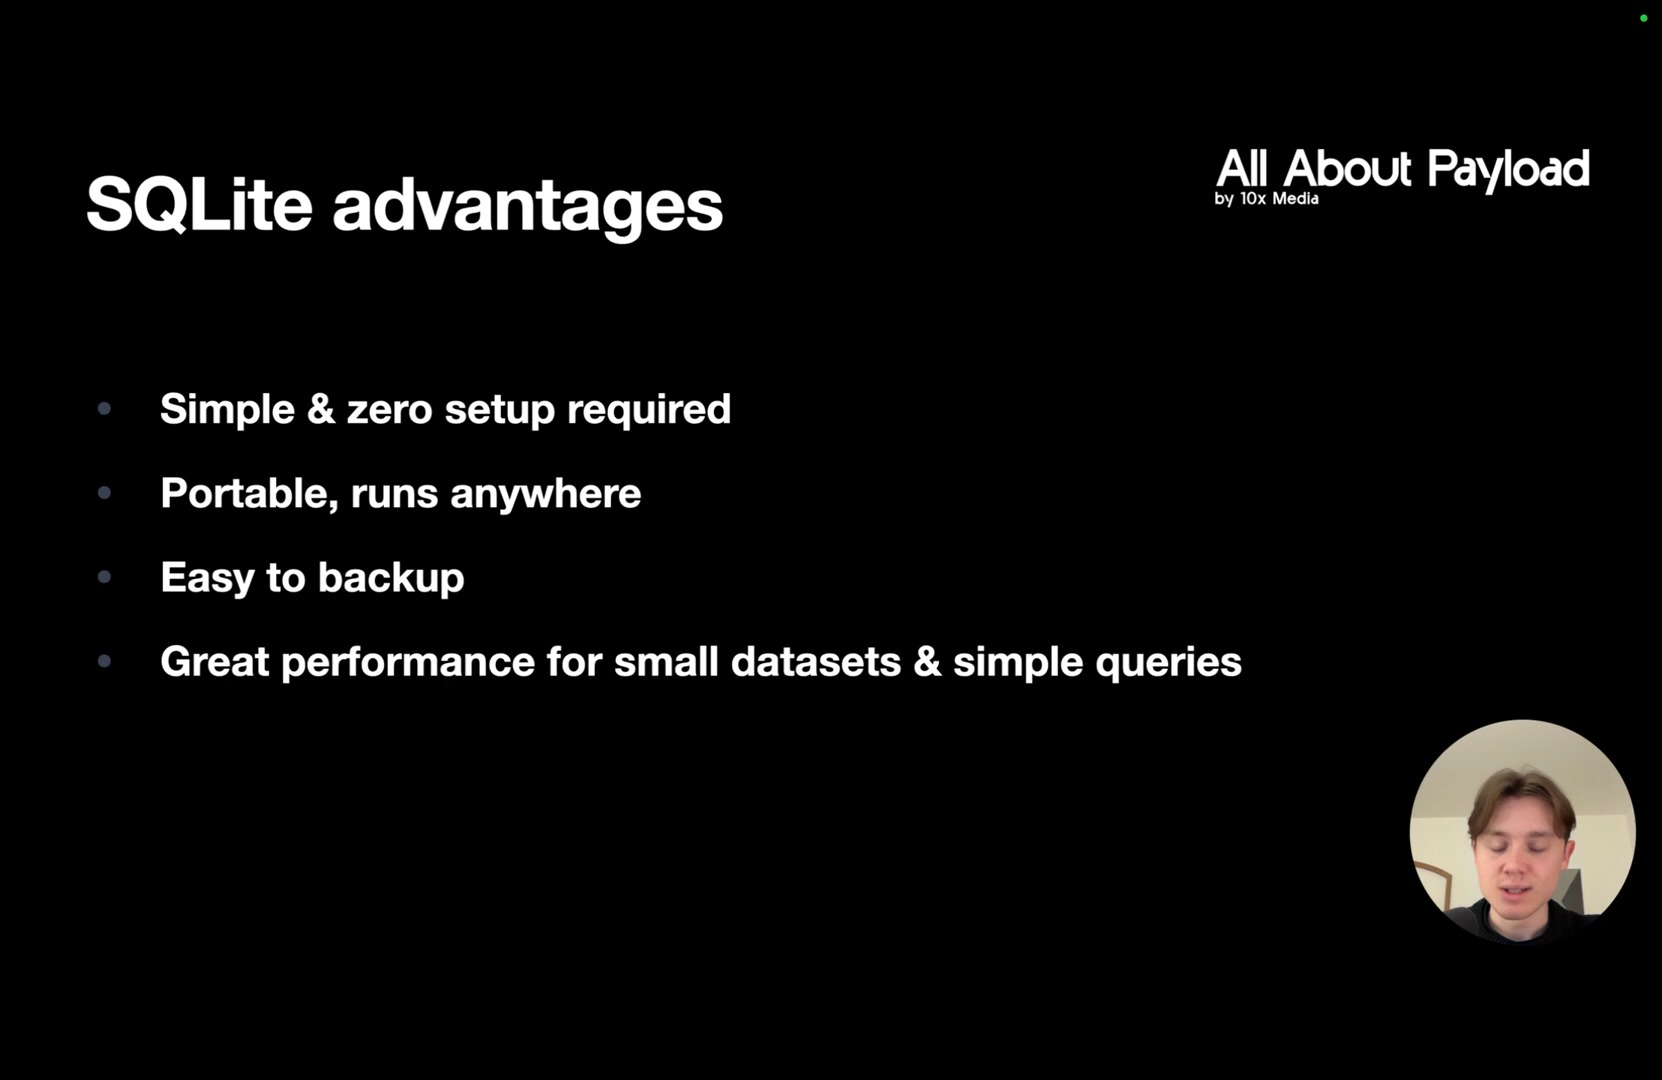 SQLite advantages
All About Payload
by 10x Media
Simple & zero setup required
Portable, runs anywhere
Easy to backup
Great performance for small datasets & simple queries